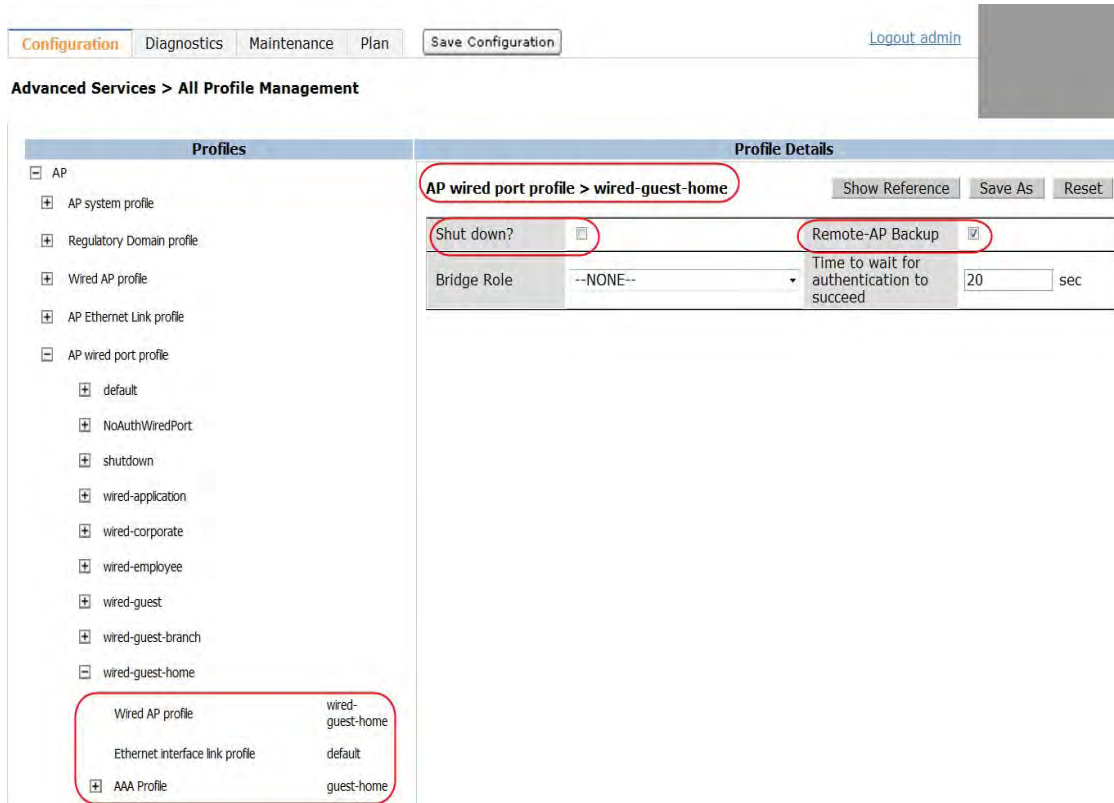 Configuration Diagnostics Maintenance Plan Save Configuration Logout admin
Advanced Services > All Profile Management
Profiles
AP
AP system profile
Regulatory Domain profile
Wired AP profile
AP Ethernet Link profile
AP wired port profile
default
NoAuthWiredPort
shutdown
wired-application
wired-corporate
wired-employee
wired-guest
wired-guest-branch
wired-guest-home
Wired AP profile wired-guest-home
Ethernet interface link profile default
AAA Profile guest-home
Profile Details
AP wired port profile > wired-guest-home Show Reference Save As Reset
Shut down? Remote-AP Backup
Bridge Role --NONE-- Time to wait for
authentication to
succeed 20 sec